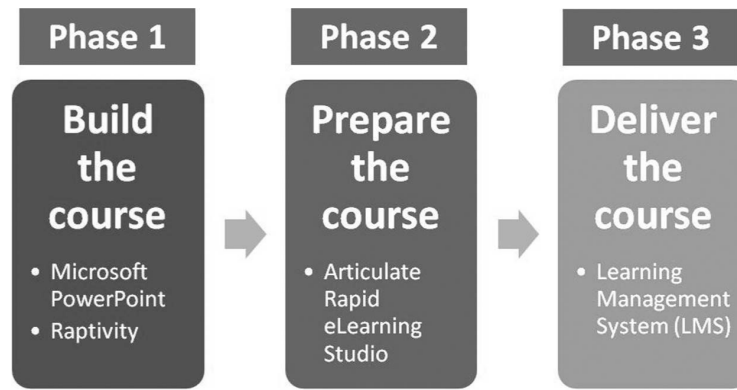 Phase 1
Build
the
course
• Microsoft
PowerPoint
• Raptivity
Phase 2
Prepare
the
course
• Articulate
Rapid
eLearning
Studio
Phase 3
Deliver
the
course
• Learning
Management
System (LMS)